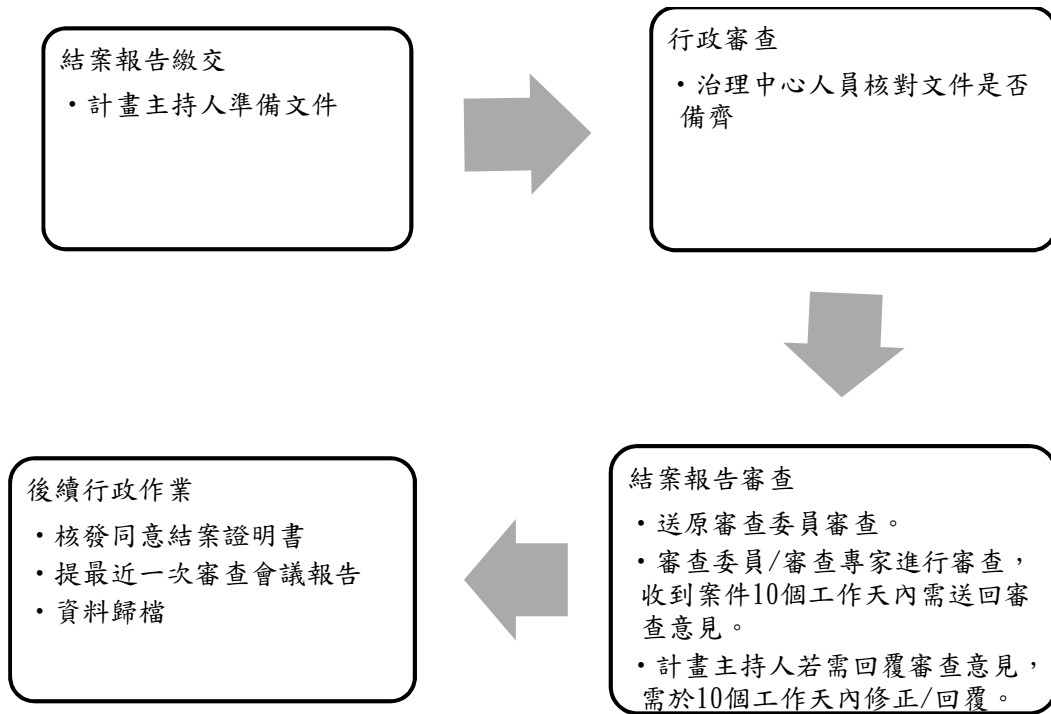 結案報告繳交
・計畫主持人準備文件
行政審查
・治理中心人員核對文件是否
備齊
結案報告審查
・送原審查委員審查。
・審查委員/審查專家進行審查，
收到案件10個工作天內需送回審
查意見。
・計畫主持人若需回覆審查意見，
需於10個工作天內修正/回覆。
後續行政作業
・核發同意結案證明書
・提最近一次審查會議報告
・資料歸檔